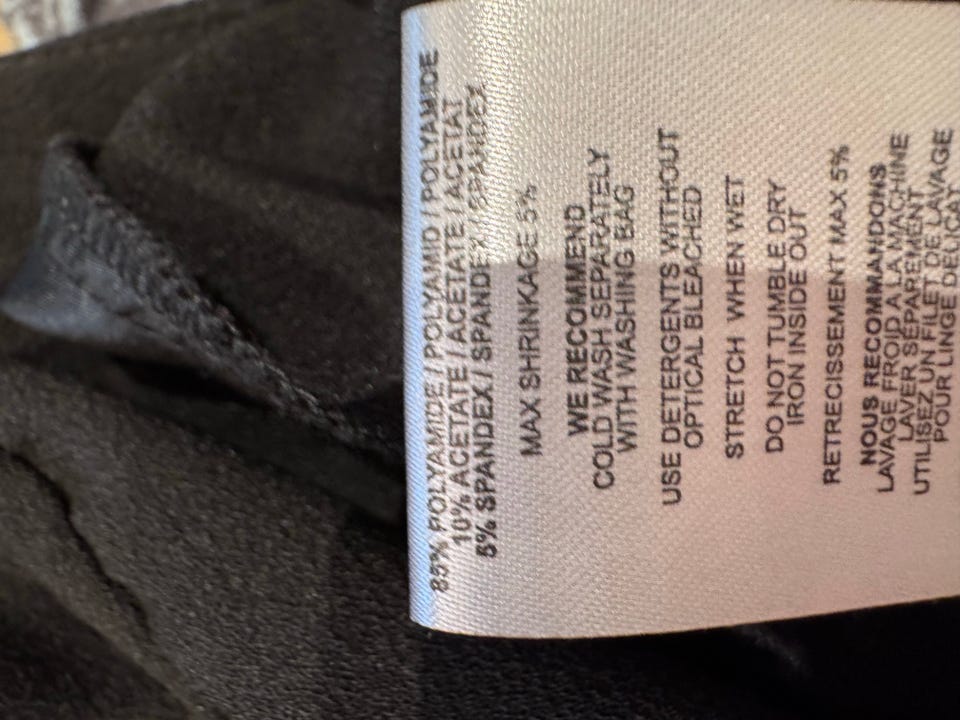 85% POLYAMIDE / POLYAMID / POLYAMIDE
10% ACETATE / ACETATE / ACETAT
5% SPANDEX / SPANDEX / SPANDEX
MAX SHRINKAGE 5%
WE RECOMMEND
COLD WASH SEPARATELY
WITH WASHING BAG
USE DETERGENTS WITHOUT
OPTICAL BLEACHED
STRETCH WHEN WET
DO NOT TUMBLE DRY
IRON INSIDE OUT
RETRECISSEMENT MAX 5%
NOUS RECOMMANDONS
LAVAGE FROID A LA MACHINE
LAVER SÉPAREMENT
UTILISEZ UN FILET DE LAVAGE
POUR LINGE DELICAT